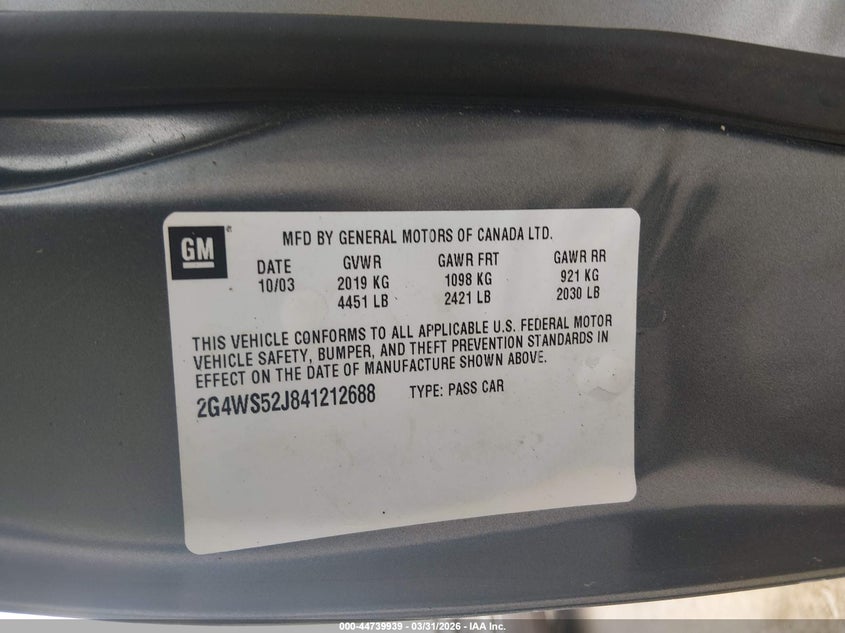 GM
MFD BY GENERAL MOTORS OF CANADA LTD.
DATE GVWR GAWR FRT GAWR RR
10/03 2019 KG 1098 KG 921 KG
4451 LB 2421 LB 2030 LB
THIS VEHICLE CONFORMS TO ALL APPLICABLE U.S. FEDERAL MOTOR
VEHICLE SAFETY, BUMPER, AND THEFT PREVENTION STANDARDS IN
EFFECT ON THE DATE OF MANUFACTURE SHOWN ABOVE.
2G4WS52J841212688 TYPE: PASS CAR
000-44739939 - 03/31/2026 - IAA Inc.